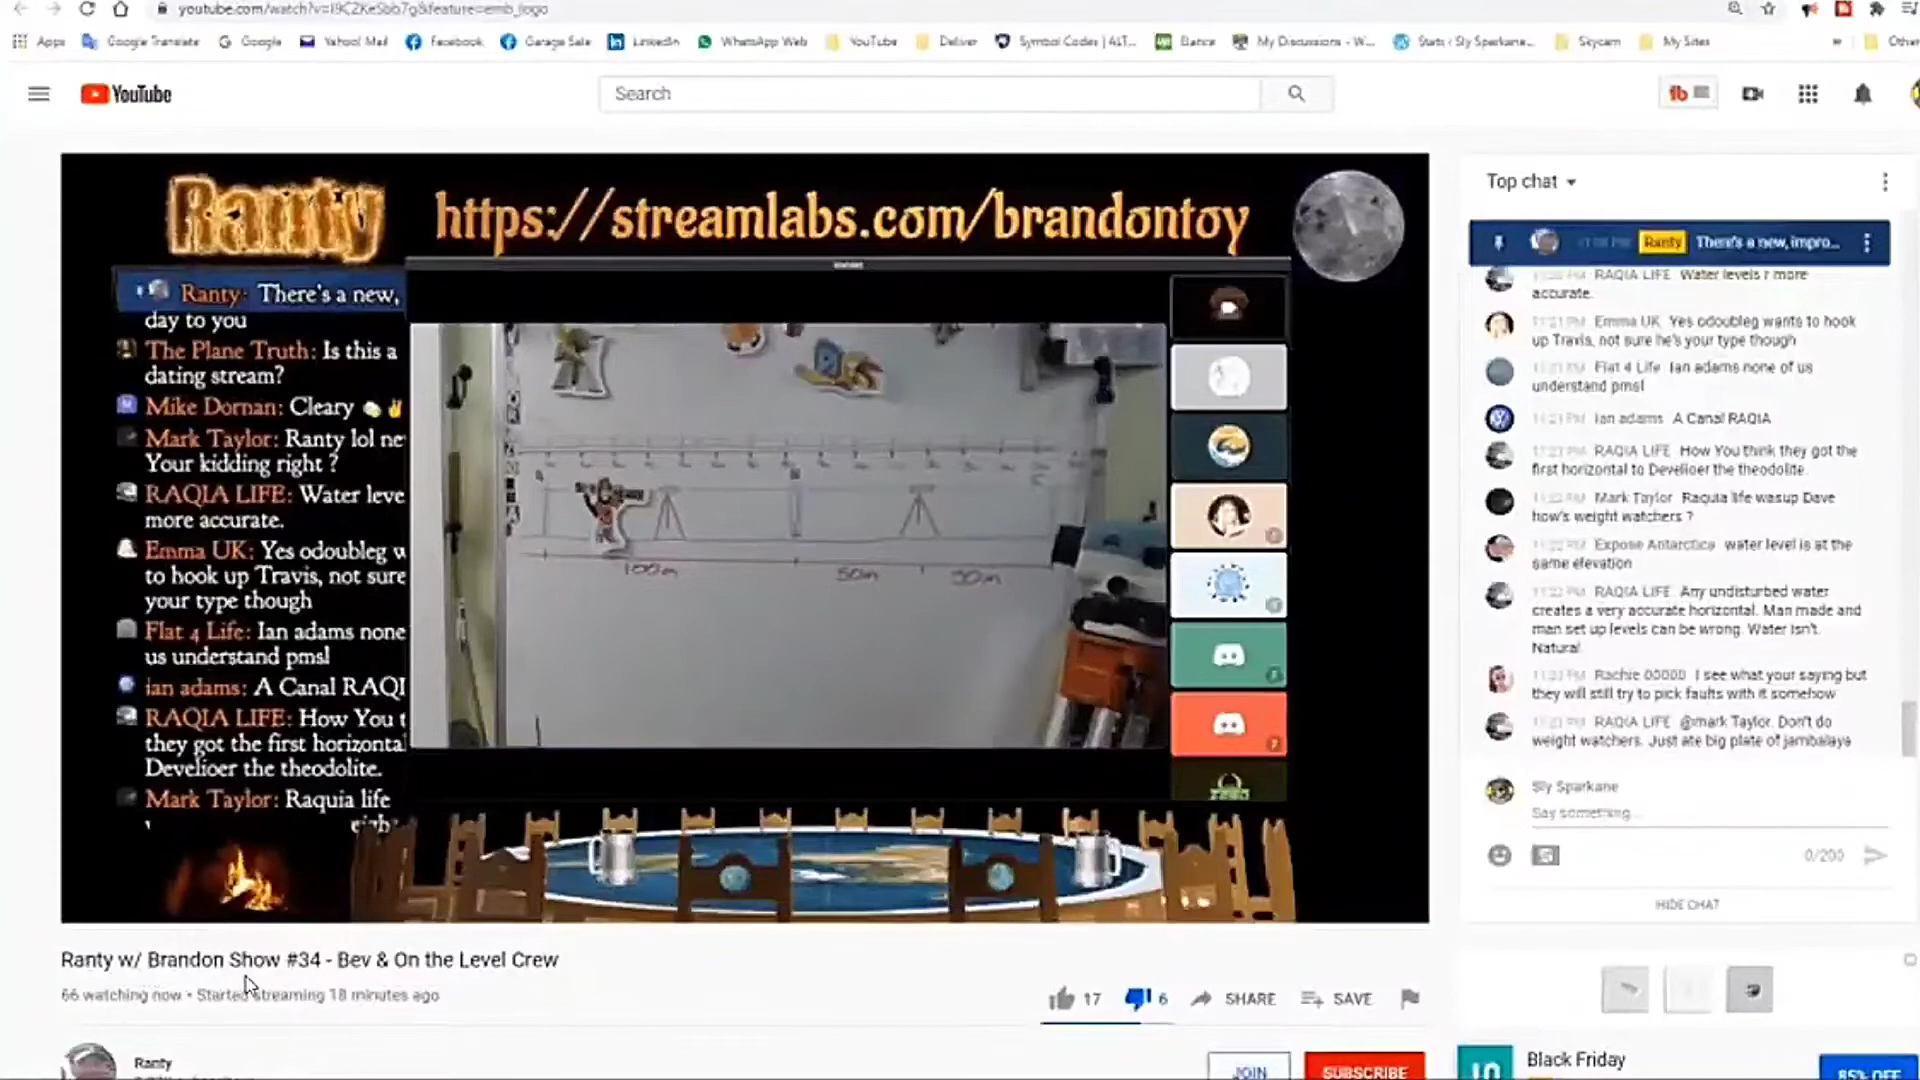 Apps Google Translate Google Yahoo! Mail Facebook Garage Sale LinkedIn WhatsApp Web YouTube Deliver Symbol Codes | ALT... Elance My Discussions - W... Stats ‹ Sly Sparkane... Skycam My Sites
YouTube
Search
Ranty
https://streamlabs.com/brandontoy
Ranty: There's a new,
day to you
The Plane Truth: Is this a
dating stream?
Mike Dornan: Cleary
Mark Taylor: Ranty lol ne
Your kidding right ?
RAQIA LIFE: Water leve
more accurate.
Emma UK: Yes odoubleg w
to hook up Travis, not sure
your type though
Flat 4 Life: Ian adams none
us understand pmsl
ian adams: A Canal RAQI
RAQIA LIFE: How You t
they got the first horizontal
Develioer the theodolite.
Mark Taylor: Raquia life
100m
50m
50m
Top chat
Ranty There's a new, impro...
RAQIA LIFE Water levels r more
accurate.
Emma UK Yes odoubleg wants to hook
up Travis, not sure he's your type though
Flat 4 Life Ian adams none of us
understand pmsl
ian adams A Canal RAQIA
RAQIA LIFE How You think they got the
first horizontal to Develioer the theodolite.
Mark Taylor Raquia life wasup Dave
how's weight watchers ?
Expose Antarctica water level is at the
same elevation
RAQIA LIFE Any undisturbed water
creates a very accurate horizontal. Man made and
man set up levels can be wrong. Water isn't.
Natural
Rachie 00000 I see what your saying but
they will still try to pick faults with it somehow
RAQIA LIFE @mark Taylor. Don't do
weight watchers. Just ate big plate of jambalaya
Sly Sparkane
Say something...
0/200
HIDE CHAT
Ranty w/ Brandon Show #34 - Bev & On the Level Crew
66 watching now • Started streaming 18 minutes ago
17 6 SHARE SAVE
Ranty
JOIN SUBSCRIBE
Black Friday
85% OFF